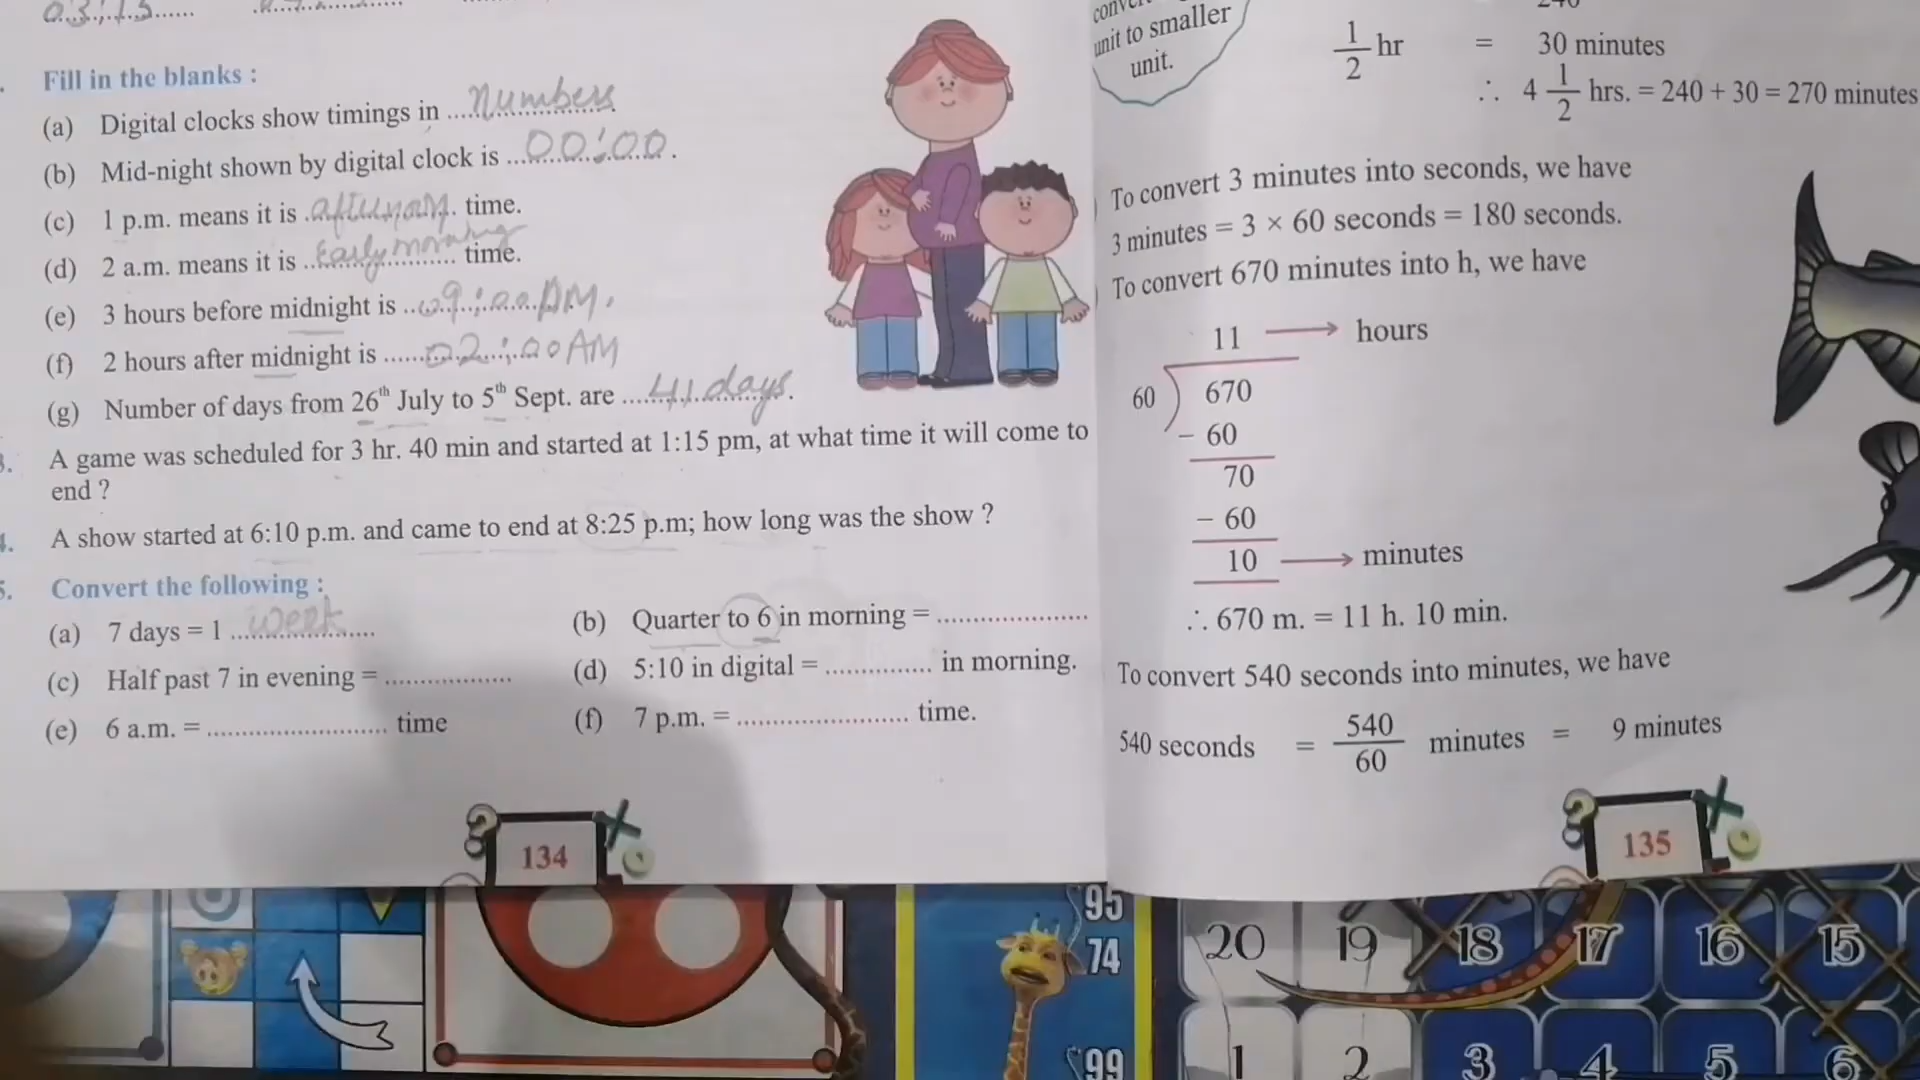 03:15
Fill in the blanks :
(a) Digital clocks show timings in ....Numbers
(b) Mid-night shown by digital clock is ...00:00.
(c) 1 p.m. means it is .......... time.
(d) 2 a.m. means it is ..Early morning.. time.
(e) 3 hours before midnight is ..09:00 PM.
(f) 2 hours after midnight is ......02:00 AM
(g) Number of days from 26th July to 5th Sept. are ...41 days.
3. A game was scheduled for 3 hr. 40 min and started at 1:15 pm, at what time it will come to
end ?
4. A show started at 6:10 p.m. and came to end at 8:25 p.m; how long was the show ?
5. Convert the following :
(a) 7 days = 1 ..week..
(b) Quarter to 6 in morning = ......................
(c) Half past 7 in evening = ..................
(d) 5:10 in digital = ............... in morning.
(e) 6 a.m. = .......................... time
(f) 7 p.m. = ......................... time.
134
unit to smaller
unit.
1/2 hr = 30 minutes
∴ 4 1/2 hrs. = 240 + 30 = 270 minutes
To convert 3 minutes into seconds, we have
3 minutes = 3 × 60 seconds = 180 seconds.
To convert 670 minutes into h, we have
11 → hours
60 ) 670
− 60
70
− 60
10 → minutes
∴ 670 m. = 11 h. 10 min.
To convert 540 seconds into minutes, we have
540 seconds = 540/60 minutes = 9 minutes
135
95
74
99
20 19 18 17 16 15
1 2 3 4 5 6